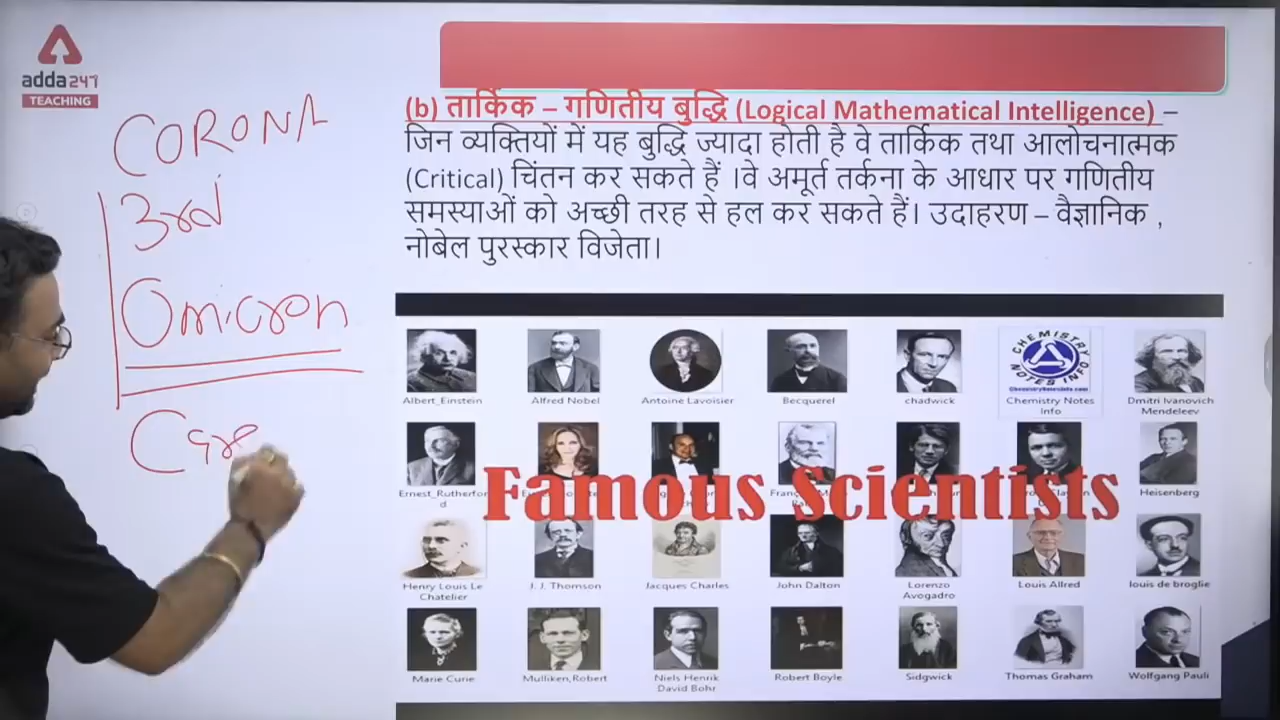 adda247
TEACHING
CORONA
3rd
Omicron
Care
(b) तार्किक – गणितीय बुद्धि (Logical Mathematical Intelligence) –
जिन व्यक्तियों में यह बुद्धि ज्यादा होती है वे तार्किक तथा आलोचनात्मक
(Critical) चिंतन कर सकते हैं ।वे अमूर्त तर्कना के आधार पर गणितीय
समस्याओं को अच्छी तरह से हल कर सकते हैं। उदाहरण – वैज्ञानिक ,
नोबेल पुरस्कार विजेता।
Albert_Einstein
Alfred Nobel
Antoine Lavoisier
Becquerel
chadwick
CHEMISTRY NOTES INFO
Chemistry Notes
Info
Dmitri Ivanovich
Mendeleev
Famous Scientists
Ernest_Rutherfor
d
Heisenberg
Henry Louis Le
Chatelier
J. J. Thomson
Jacques Charles
John Dalton
Lorenzo
Avogadro
Louis Allred
louis de broglie
Marie Curie
Mulliken,Robert
Niels Henrik
David Bohr
Robert Boyle
Sidgwick
Thomas Graham
Wolfgang Pauli